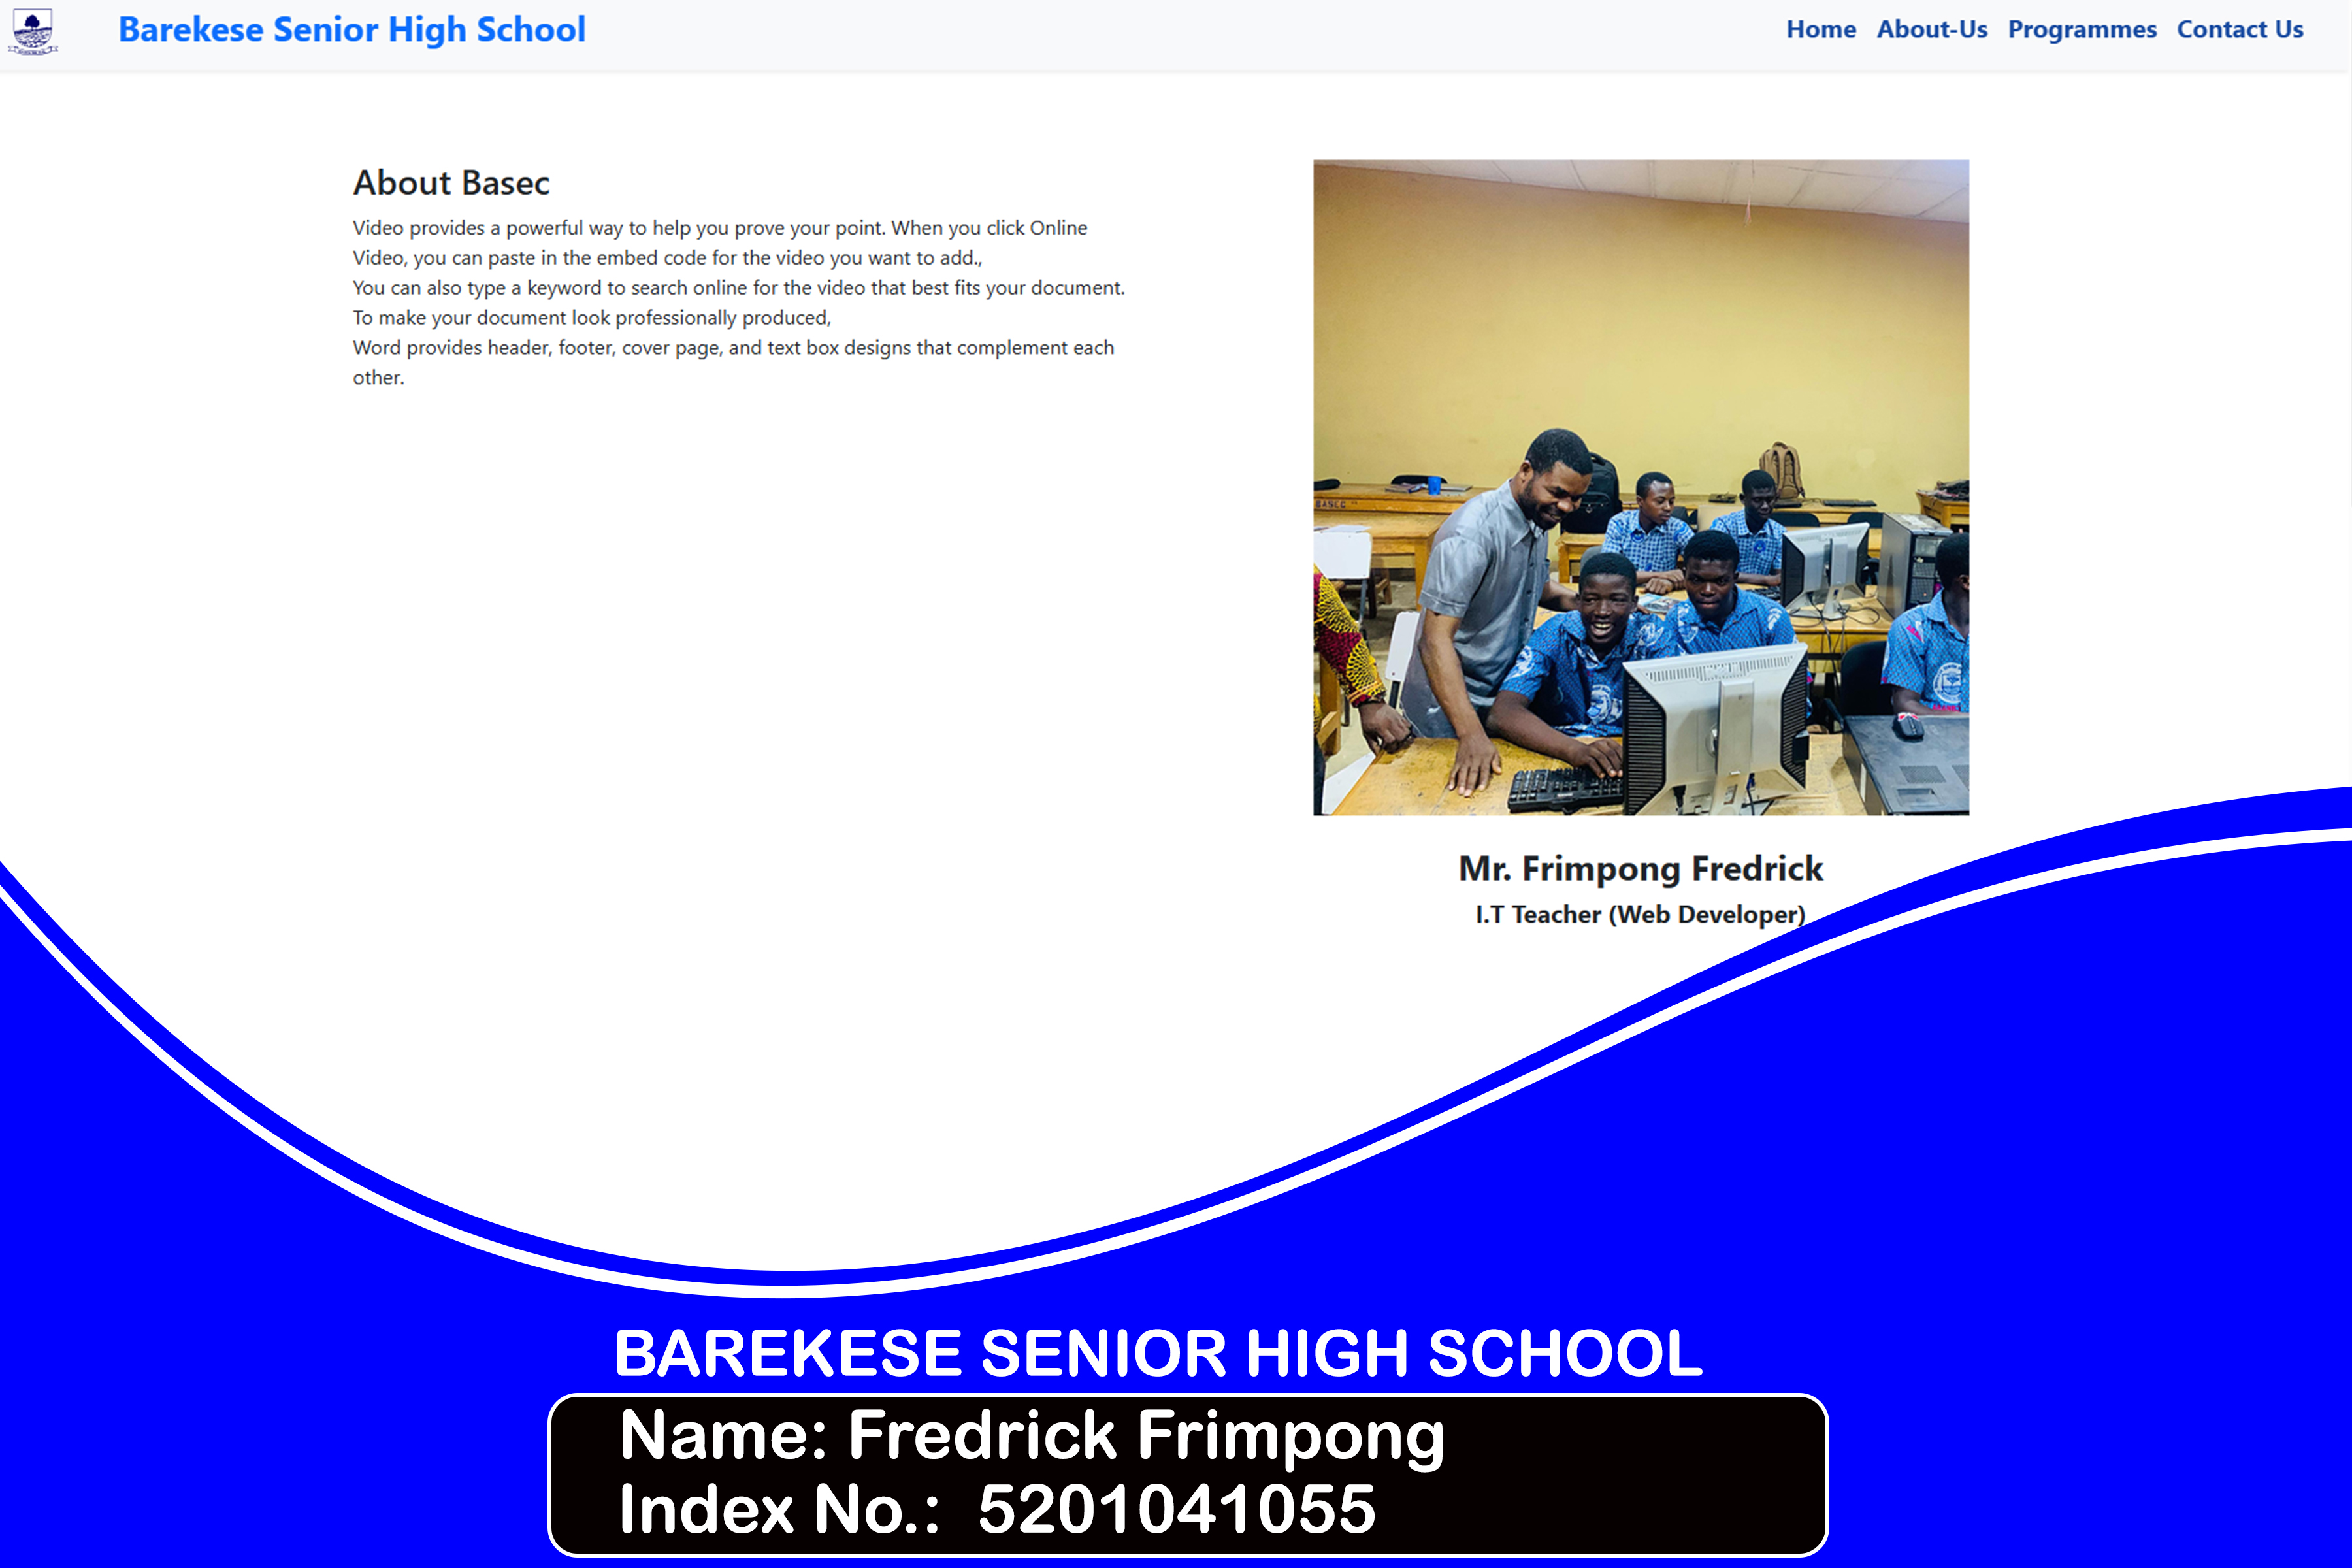 Barekese Senior High School
Home About-Us Programmes Contact Us
About Basec
Video provides a powerful way to help you prove your point. When you click Online
Video, you can paste in the embed code for the video you want to add.,
You can also type a keyword to search online for the video that best fits your document.
To make your document look professionally produced,
Word provides header, footer, cover page, and text box designs that complement each
other.
BASEC
Mr. Frimpong Fredrick
I.T Teacher (Web Developer)
BAREKESE SENIOR HIGH SCHOOL
Name: Fredrick Frimpong
Index No.: 5201041055